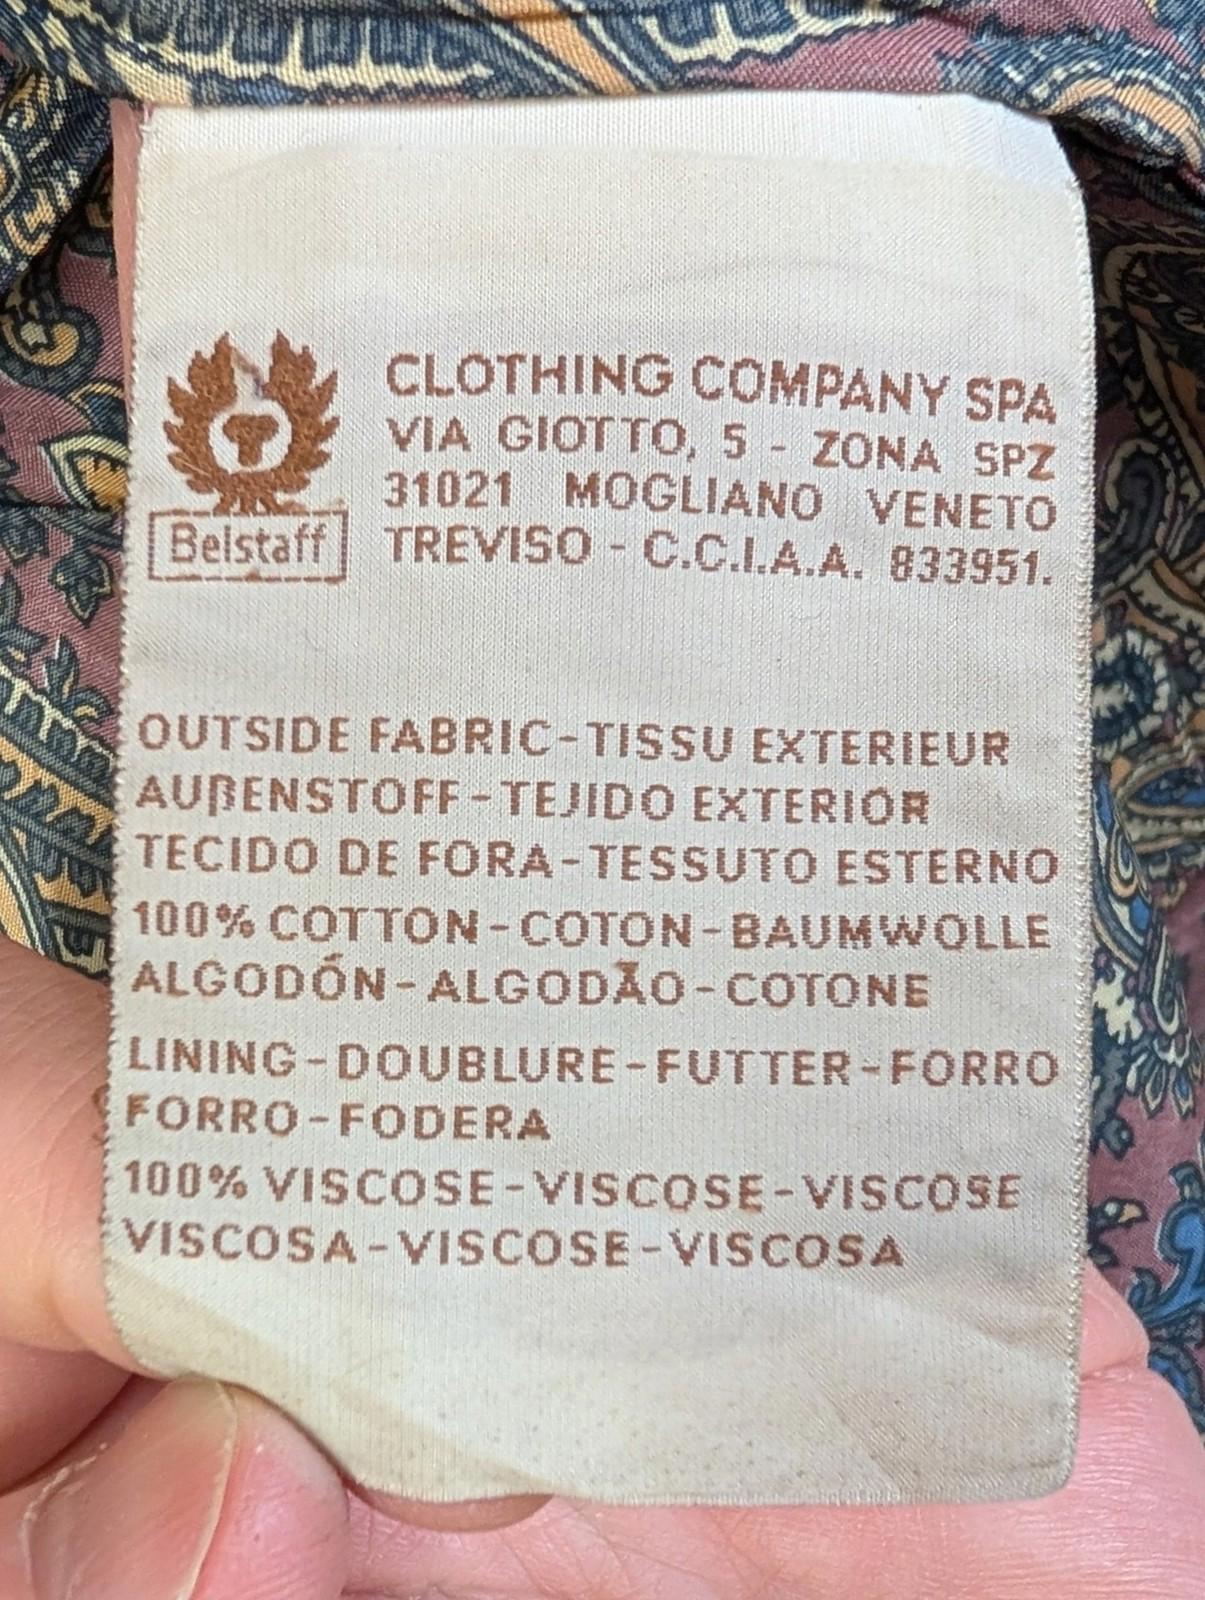 Belstaff
CLOTHING COMPANY SPA
VIA GIOTTO, 5 - ZONA SPZ
31021 MOGLIANO VENETO
TREVISO - C.C.I.A.A. 833951.
OUTSIDE FABRIC-TISSU EXTERIEUR
AUßENSTOFF-TEJIDO EXTERIOR
TECIDO DE FORA-TESSUTO ESTERNO
100% COTTON-COTON-BAUMWOLLE
ALGODÓN-ALGODÃO-COTONE
LINING-DOUBLURE-FUTTER-FORRO
FORRO-FODERA
100% VISCOSE-VISCOSE-VISCOSE
VISCOSA-VISCOSE-VISCOSA